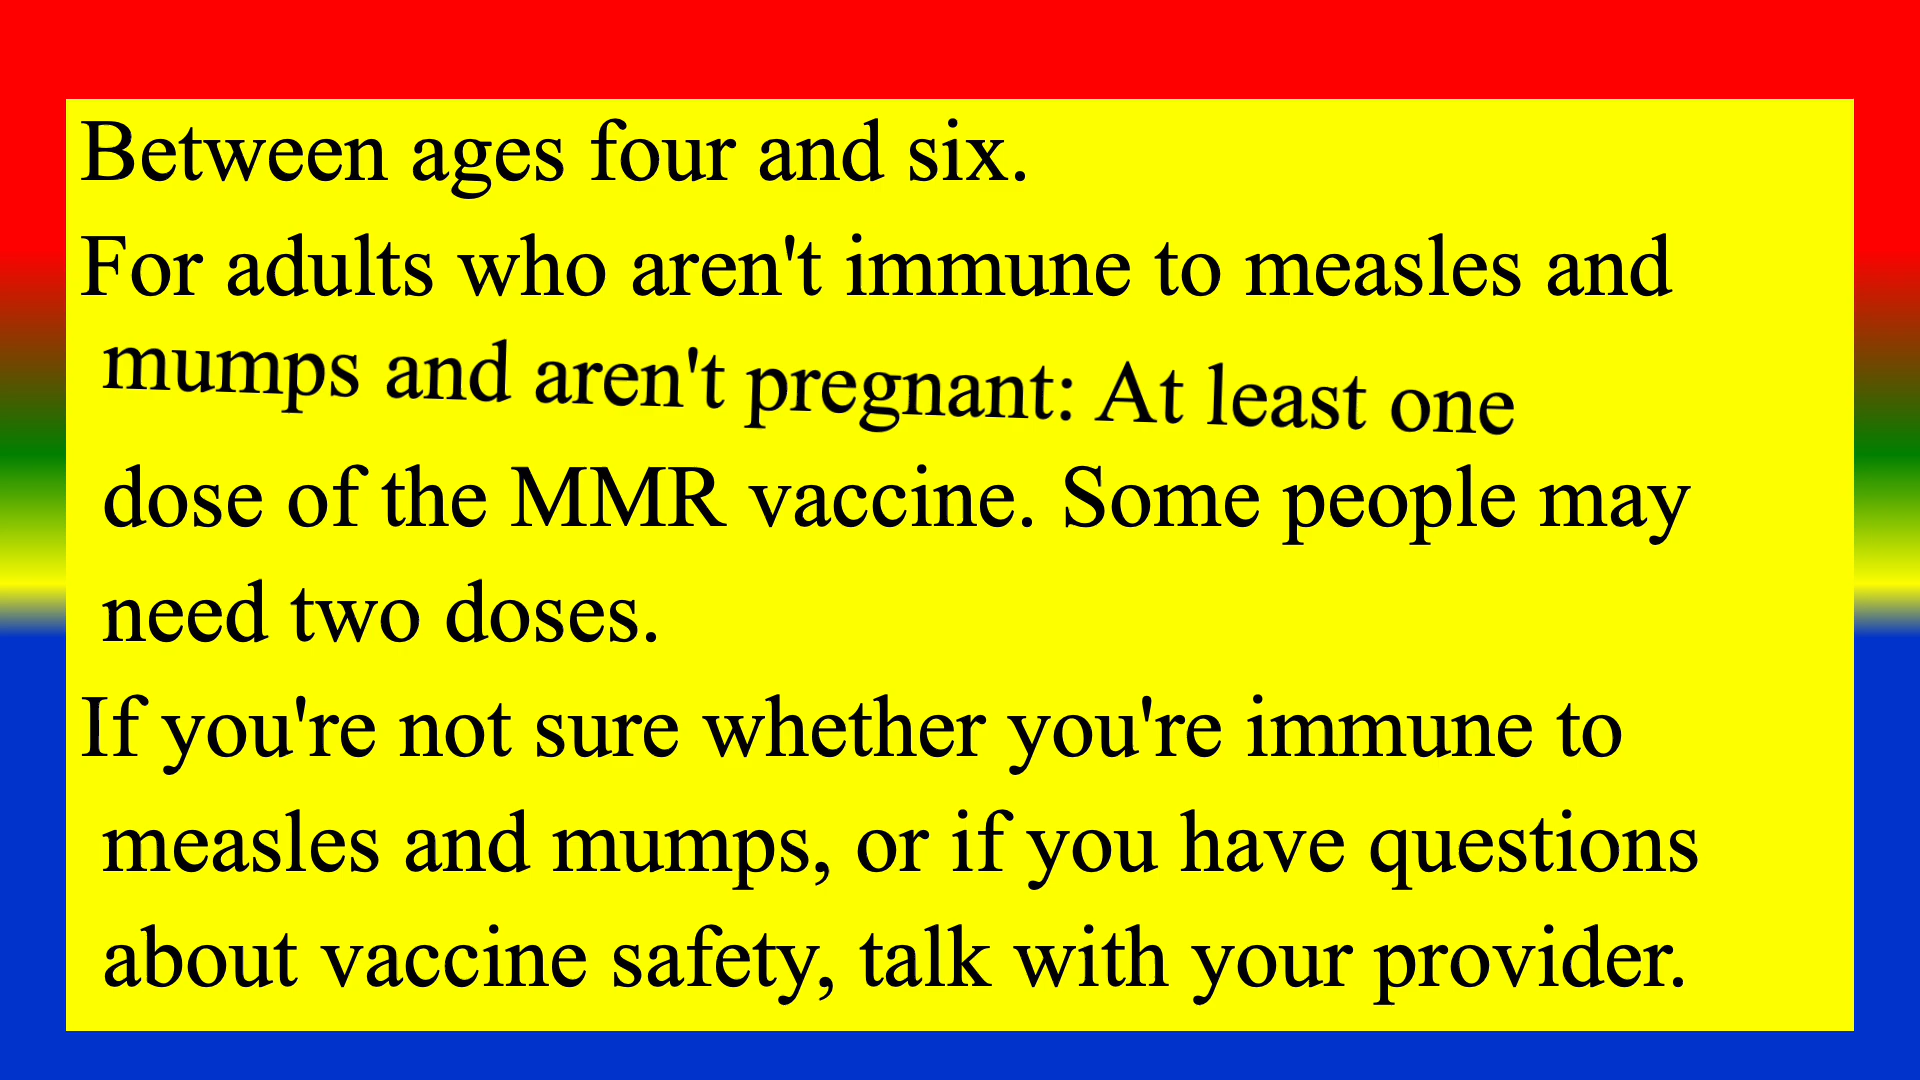 Between ages four and six.
For adults who aren't immune to measles and
mumps and aren't pregnant: At least one
dose of the MMR vaccine. Some people may
need two doses.
If you're not sure whether you're immune to
measles and mumps, or if you have questions
about vaccine safety, talk with your provider.